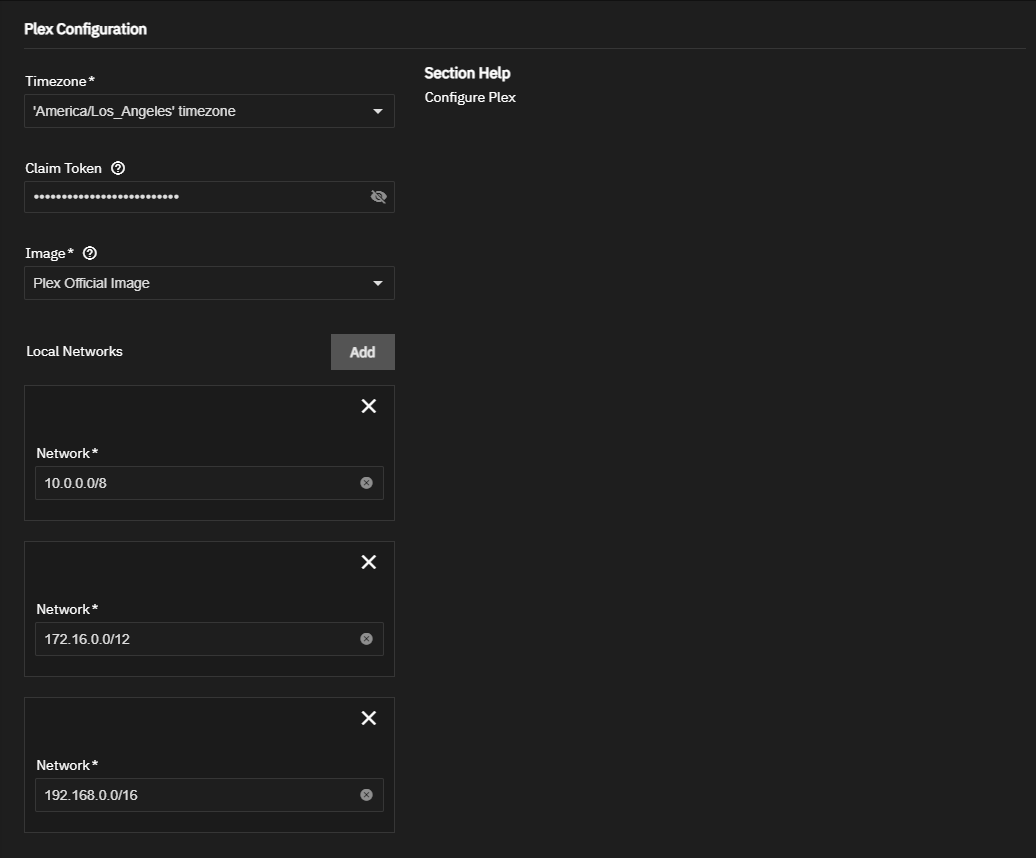 Plex Configuration
Timezone*
'America/Los_Angeles' timezone
Section Help
Configure Plex
Claim Token
••••••••••••••••••••••••••
Image*
Plex Official Image
Local Networks
Add
Network*
10.0.0.0/8
Network*
172.16.0.0/12
Network*
192.168.0.0/16